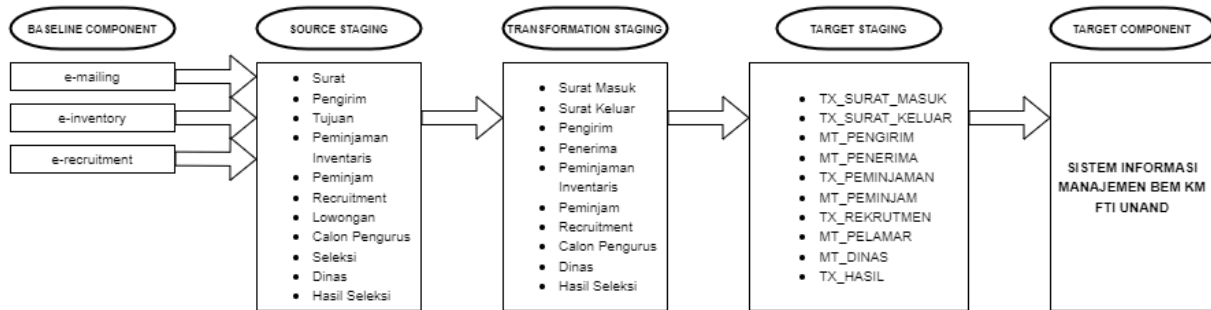 BASELINE COMPONENT
e-mailing
e-inventory
e-recruitment
SOURCE STAGING
• Surat
• Pengirim
• Tujuan
• Peminjaman
Inventaris
• Peminjam
• Recruitment
• Lowongan
• Calon Pengurus
• Seleksi
• Dinas
• Hasil Seleksi
TRANSFORMATION STAGING
• Surat Masuk
• Surat Keluar
• Pengirim
• Penerima
• Peminjaman
Inventaris
• Peminjam
• Recruitment
• Calon Pengurus
• Dinas
• Hasil Seleksi
TARGET STAGING
• TX_SURAT_MASUK
• TX_SURAT_KELUAR
• MT_PENGIRIM
• MT_PENERIMA
• TX_PEMINJAMAN
• MT_PEMINJAM
• TX_REKRUTMEN
• MT_PELAMAR
• MT_DINAS
• TX_HASIL
TARGET COMPONENT
SISTEM INFORMASI
MANAJEMEN BEM KM
FTI UNAND